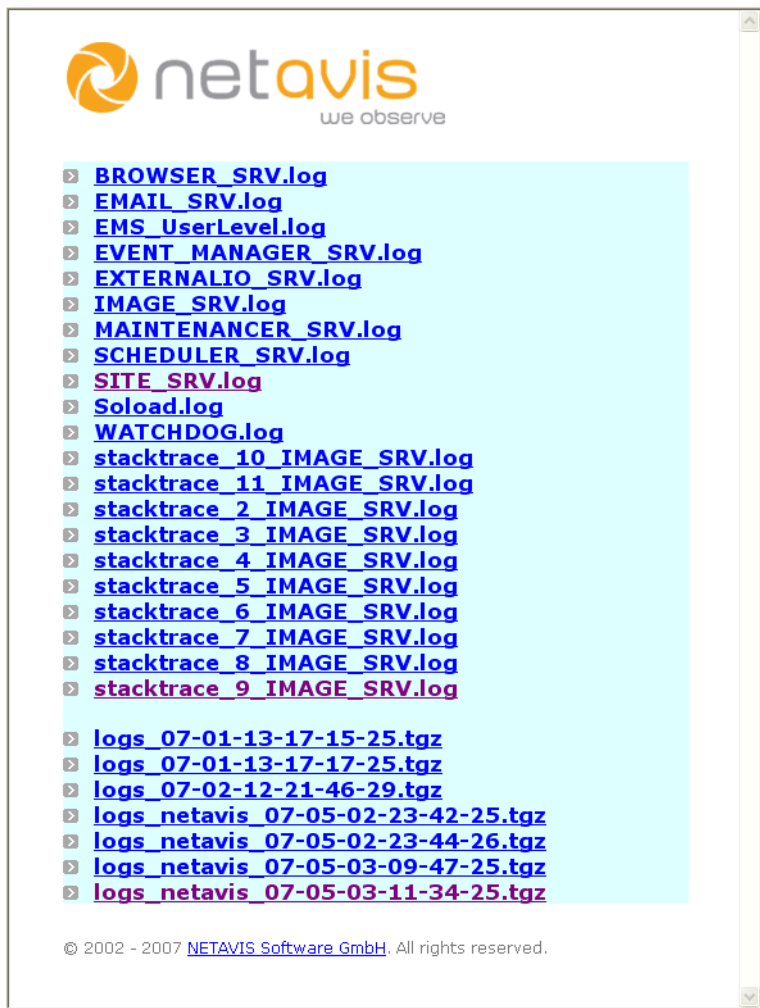 netavis
we observe
BROWSER_SRV.log
EMAIL_SRV.log
EMS_UserLevel.log
EVENT_MANAGER_SRV.log
EXTERNALIO_SRV.log
IMAGE_SRV.log
MAINTENANCER_SRV.log
SCHEDULER_SRV.log
SITE_SRV.log
Soload.log
WATCHDOG.log
stacktrace_10_IMAGE_SRV.log
stacktrace_11_IMAGE_SRV.log
stacktrace_2_IMAGE_SRV.log
stacktrace_3_IMAGE_SRV.log
stacktrace_4_IMAGE_SRV.log
stacktrace_5_IMAGE_SRV.log
stacktrace_6_IMAGE_SRV.log
stacktrace_7_IMAGE_SRV.log
stacktrace_8_IMAGE_SRV.log
stacktrace_9_IMAGE_SRV.log
logs_07-01-13-17-15-25.tgz
logs_07-01-13-17-17-25.tgz
logs_07-02-12-21-46-29.tgz
logs_netavis_07-05-02-23-42-25.tgz
logs_netavis_07-05-02-23-44-26.tgz
logs_netavis_07-05-03-09-47-25.tgz
logs_netavis_07-05-03-11-34-25.tgz
© 2002 - 2007 NETAVIS Software GmbH. All rights reserved.